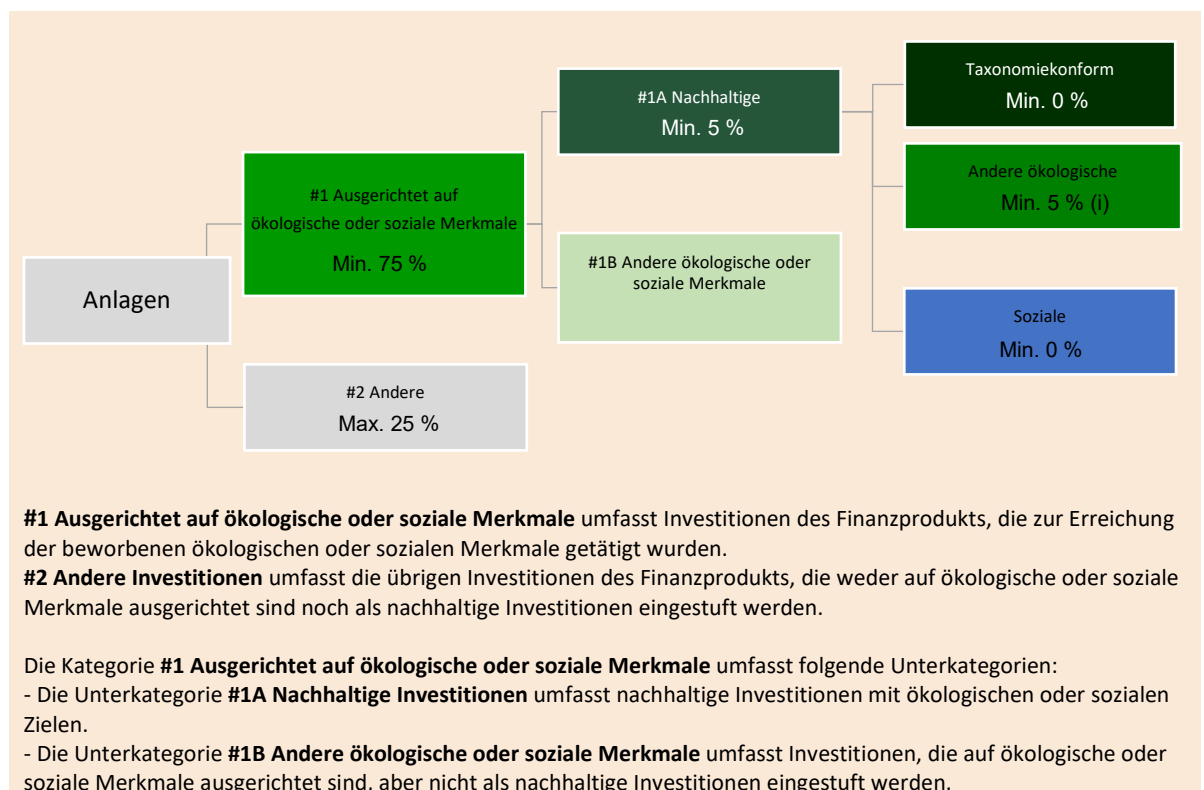 Taxonomiekonform
Min. 0 %
#1A Nachhaltige
Min. 5 %
Andere ökologische
Min. 5 % (i)
#1 Ausgerichtet auf
ökologische oder soziale Merkmale
Min. 75 %
#1B Andere ökologische oder
soziale Merkmale
Anlagen
Soziale
Min. 0 %
#2 Andere
Max. 25 %
#1 Ausgerichtet auf ökologische oder soziale Merkmale umfasst Investitionen des Finanzprodukts, die zur Erreichung
der beworbenen ökologischen oder sozialen Merkmale getätigt wurden.
#2 Andere Investitionen umfasst die übrigen Investitionen des Finanzprodukts, die weder auf ökologische oder soziale
Merkmale ausgerichtet sind noch als nachhaltige Investitionen eingestuft werden.
Die Kategorie #1 Ausgerichtet auf ökologische oder soziale Merkmale umfasst folgende Unterkategorien:
- Die Unterkategorie #1A Nachhaltige Investitionen umfasst nachhaltige Investitionen mit ökologischen oder sozialen
Zielen.
- Die Unterkategorie #1B Andere ökologische oder soziale Merkmale umfasst Investitionen, die auf ökologische oder
soziale Merkmale ausgerichtet sind, aber nicht als nachhaltige Investitionen eingestuft werden.